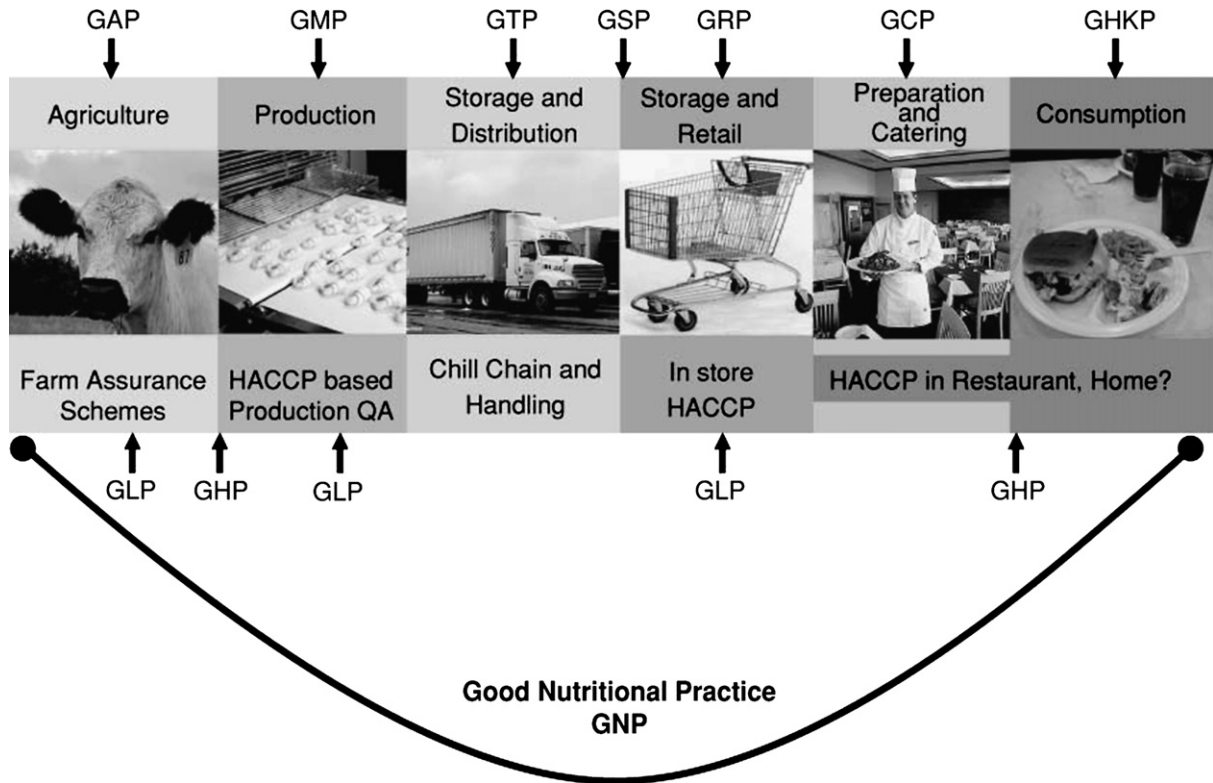 GAP GMP GTP GSP GRP GCP GHKP
Agriculture
Production
Storage and
Distribution
Storage and
Retail
Preparation
and
Catering
Consumption
87
Farm Assurance
Schemes
HACCP based
Production QA
Chill Chain and
Handling
In store
HACCP
HACCP in Restaurant, Home?
GLP GHP GLP GLP GHP
Good Nutritional Practice
GNP